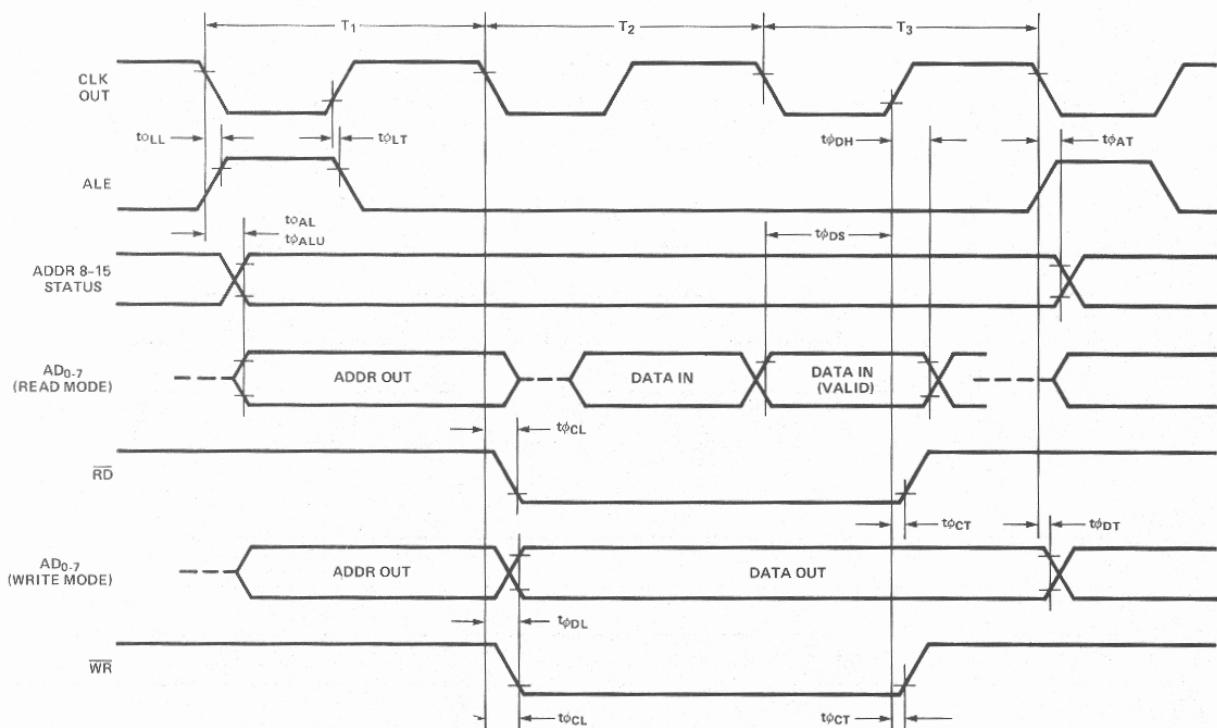 T1 T2 T3
CLK
OUT
tφLL tφLT tφDH tφAT
ALE
tφAL
tφALU
tφDS
ADDR 8-15
STATUS
AD0-7
(READ MODE)
ADDR OUT DATA IN DATA IN
(VALID)
tφCL
RD
tφCT tφDT
AD0-7
(WRITE MODE)
ADDR OUT DATA OUT
tφDL
WR
tφCL tφCT